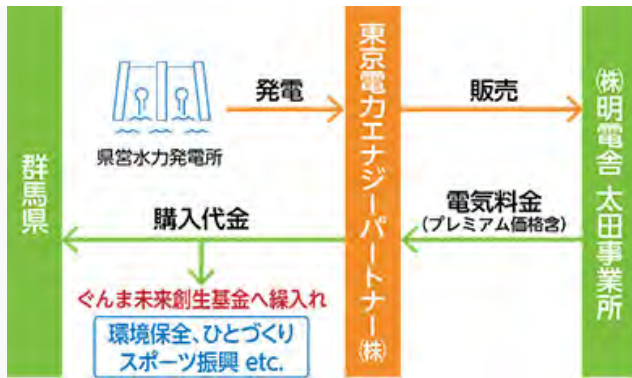 群馬県
県営水力発電所
発電
東京電力エナジーパートナー㈱
販売
㈱明電舎 太田事業所
購入代金
電気料金
(プレミアム価格含)
ぐんま未来創生基金へ繰入れ
環境保全、ひとづくり
スポーツ振興 etc.